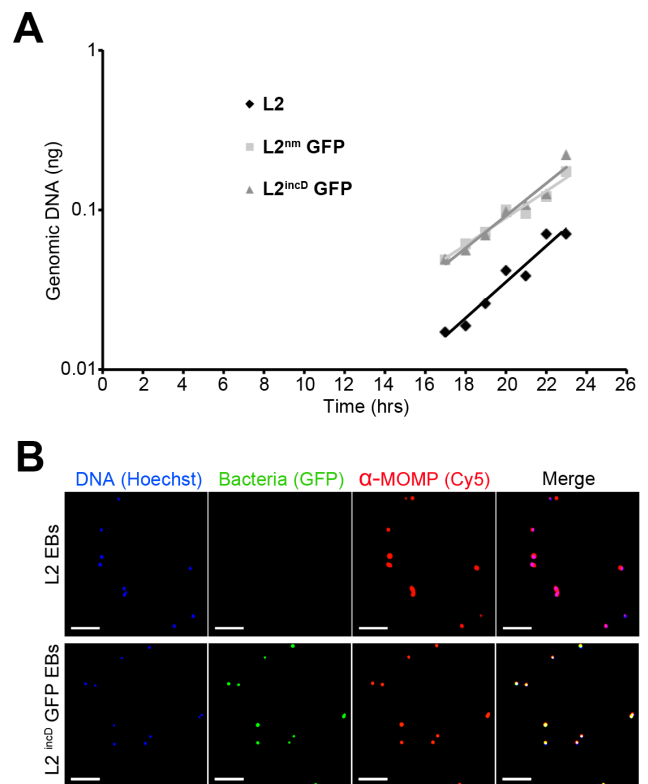 A
1
0.1
0.01
Genomic DNA (ng)
L2
L2nm GFP
L2incD GFP
0 2 4 6 8 10 12 14 16 18 20 22 24 26
Time (hrs)
B
DNA (Hoechst) Bacteria (GFP) α-MOMP (Cy5) Merge
L2 EBs
L2 incD GFP EBs